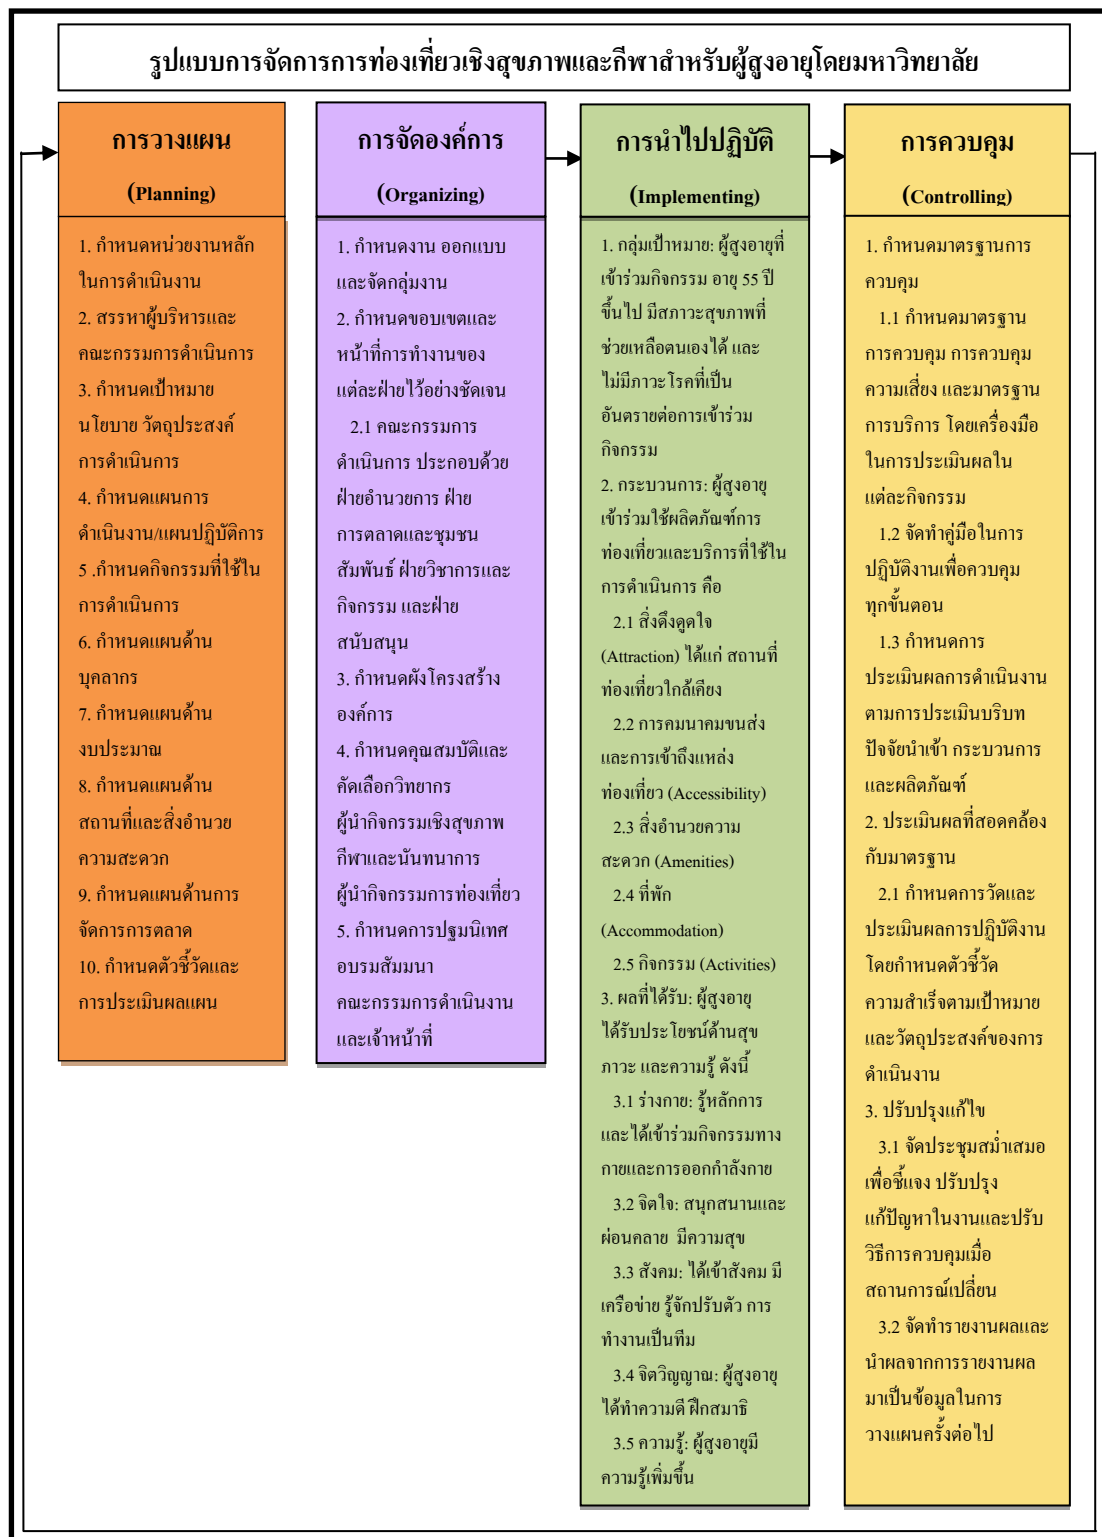 รูปแบบการจัดการการท่องเที่ยวเชิงสุขภาพและกีฬาสำหรับผู้สูงอายุโดยมหาวิทยาลัย
การวางแผน
(Planning)
1. กำหนดหน่วยงานหลัก
ในการดำเนินงาน
2. สรรหาผู้บริหารและ
คณะกรรมการดำเนินการ
3. กำหนดเป้าหมาย
นโยบาย วัตถุประสงค์
การดำเนินการ
4. กำหนดแผนการ
ดำเนินงาน/แผนปฏิบัติการ
5 .กำหนดกิจกรรมที่ใช้ใน
การดำเนินการ
6. กำหนดแผนด้าน
บุคลากร
7. กำหนดแผนด้าน
งบประมาณ
8. กำหนดแผนด้าน
สถานที่และสิ่งอำนวย
ความสะดวก
9. กำหนดแผนด้านการ
จัดการการตลาด
10. กำหนดตัวชี้วัดและ
การประเมินผลแผน
การจัดองค์การ
(Organizing)
1. กำหนดงาน ออกแบบ
และจัดกลุ่มงาน
2. กำหนดขอบเขตและ
หน้าที่การทำงานของ
แต่ละฝ่ายไว้อย่างชัดเจน
2.1 คณะกรรมการ
ดำเนินการ ประกอบด้วย
ฝ่ายอำนวยการ ฝ่าย
การตลาดและชุมชน
สัมพันธ์ ฝ่ายวิชาการและ
กิจกรรม และฝ่าย
สนับสนุน
3. กำหนดผังโครงสร้าง
องค์การ
4. กำหนดคุณสมบัติและ
คัดเลือกวิทยากร
ผู้นำกิจกรรมเชิงสุขภาพ
กีฬาและนันทนาการ
ผู้นำกิจกรรมการท่องเที่ยว
5. กำหนดการปฐมนิเทศ
อบรมสัมมนา
คณะกรรมการดำเนินงาน
และเจ้าหน้าที่
การนำไปปฏิบัติ
(Implementing)
1. กลุ่มเป้าหมาย: ผู้สูงอายุที่
เข้าร่วมกิจกรรม อายุ 55 ปี
ขึ้นไป มีสภาวะสุขภาพที่
ช่วยเหลือตนเองได้ และ
ไม่มีภาวะโรคที่เป็น
อันตรายต่อการเข้าร่วม
กิจกรรม
2. กระบวนการ: ผู้สูงอายุ
เข้าร่วมใช้ผลิตภัณฑ์การ
ท่องเที่ยวและบริการที่ใช้ใน
การดำเนินการ คือ
2.1 สิ่งดึงดูดใจ
(Attraction) ได้แก่ สถานที่
ท่องเที่ยวใกล้เคียง
2.2 การคมนาคมขนส่ง
และการเข้าถึงแหล่ง
ท่องเที่ยว (Accessibility)
2.3 สิ่งอำนวยความ
สะดวก (Amenities)
2.4 ที่พัก
(Accommodation)
2.5 กิจกรรม (Activities)
3. ผลที่ได้รับ: ผู้สูงอายุ
ได้รับประโยชน์ด้านสุข
ภาวะ และความรู้ ดังนี้
3.1 ร่างกาย: รู้หลักการ
และได้เข้าร่วมกิจกรรมทาง
กายและการออกกำลังกาย
3.2 จิตใจ: สนุกสนานและ
ผ่อนคลาย มีความสุข
3.3 สังคม: ได้เข้าสังคม มี
เครือข่าย รู้จักปรับตัว การ
ทำงานเป็นทีม
3.4 จิตวิญญาณ: ผู้สูงอายุ
ได้ทำความดี ฝึกสมาธิ
3.5 ความรู้: ผู้สูงอายุมี
ความรู้เพิ่มขึ้น
การควบคุม
(Controlling)
1. กำหนดมาตรฐานการ
ควบคุม
1.1 กำหนดมาตรฐาน
การควบคุม การควบคุม
ความเสี่ยง และมาตรฐาน
การบริการ โดยเครื่องมือ
ในการประเมินผลใน
แต่ละกิจกรรม
1.2 จัดทำคู่มือในการ
ปฏิบัติงานเพื่อควบคุม
ทุกขั้นตอน
1.3 กำหนดการ
ประเมินผลการดำเนินงาน
ตามการประเมินบริบท
ปัจจัยนำเข้า กระบวนการ
และผลิตภัณฑ์
2. ประเมินผลที่สอดคล้อง
กับมาตรฐาน
2.1 กำหนดการวัดและ
ประเมินผลการปฏิบัติงาน
โดยกำหนดตัวชี้วัด
ความสำเร็จตามเป้าหมาย
และวัตถุประสงค์ของการ
ดำเนินงาน
3. ปรับปรุงแก้ไข
3.1 จัดประชุมสม่ำเสมอ
เพื่อชี้แจง ปรับปรุง
แก้ปัญหาในงานและปรับ
วิธีการควบคุมเมื่อ
สถานการณ์เปลี่ยน
3.2 จัดทำรายงานผลและ
นำผลจากการรายงานผล
มาเป็นข้อมูลในการ
วางแผนครั้งต่อไป